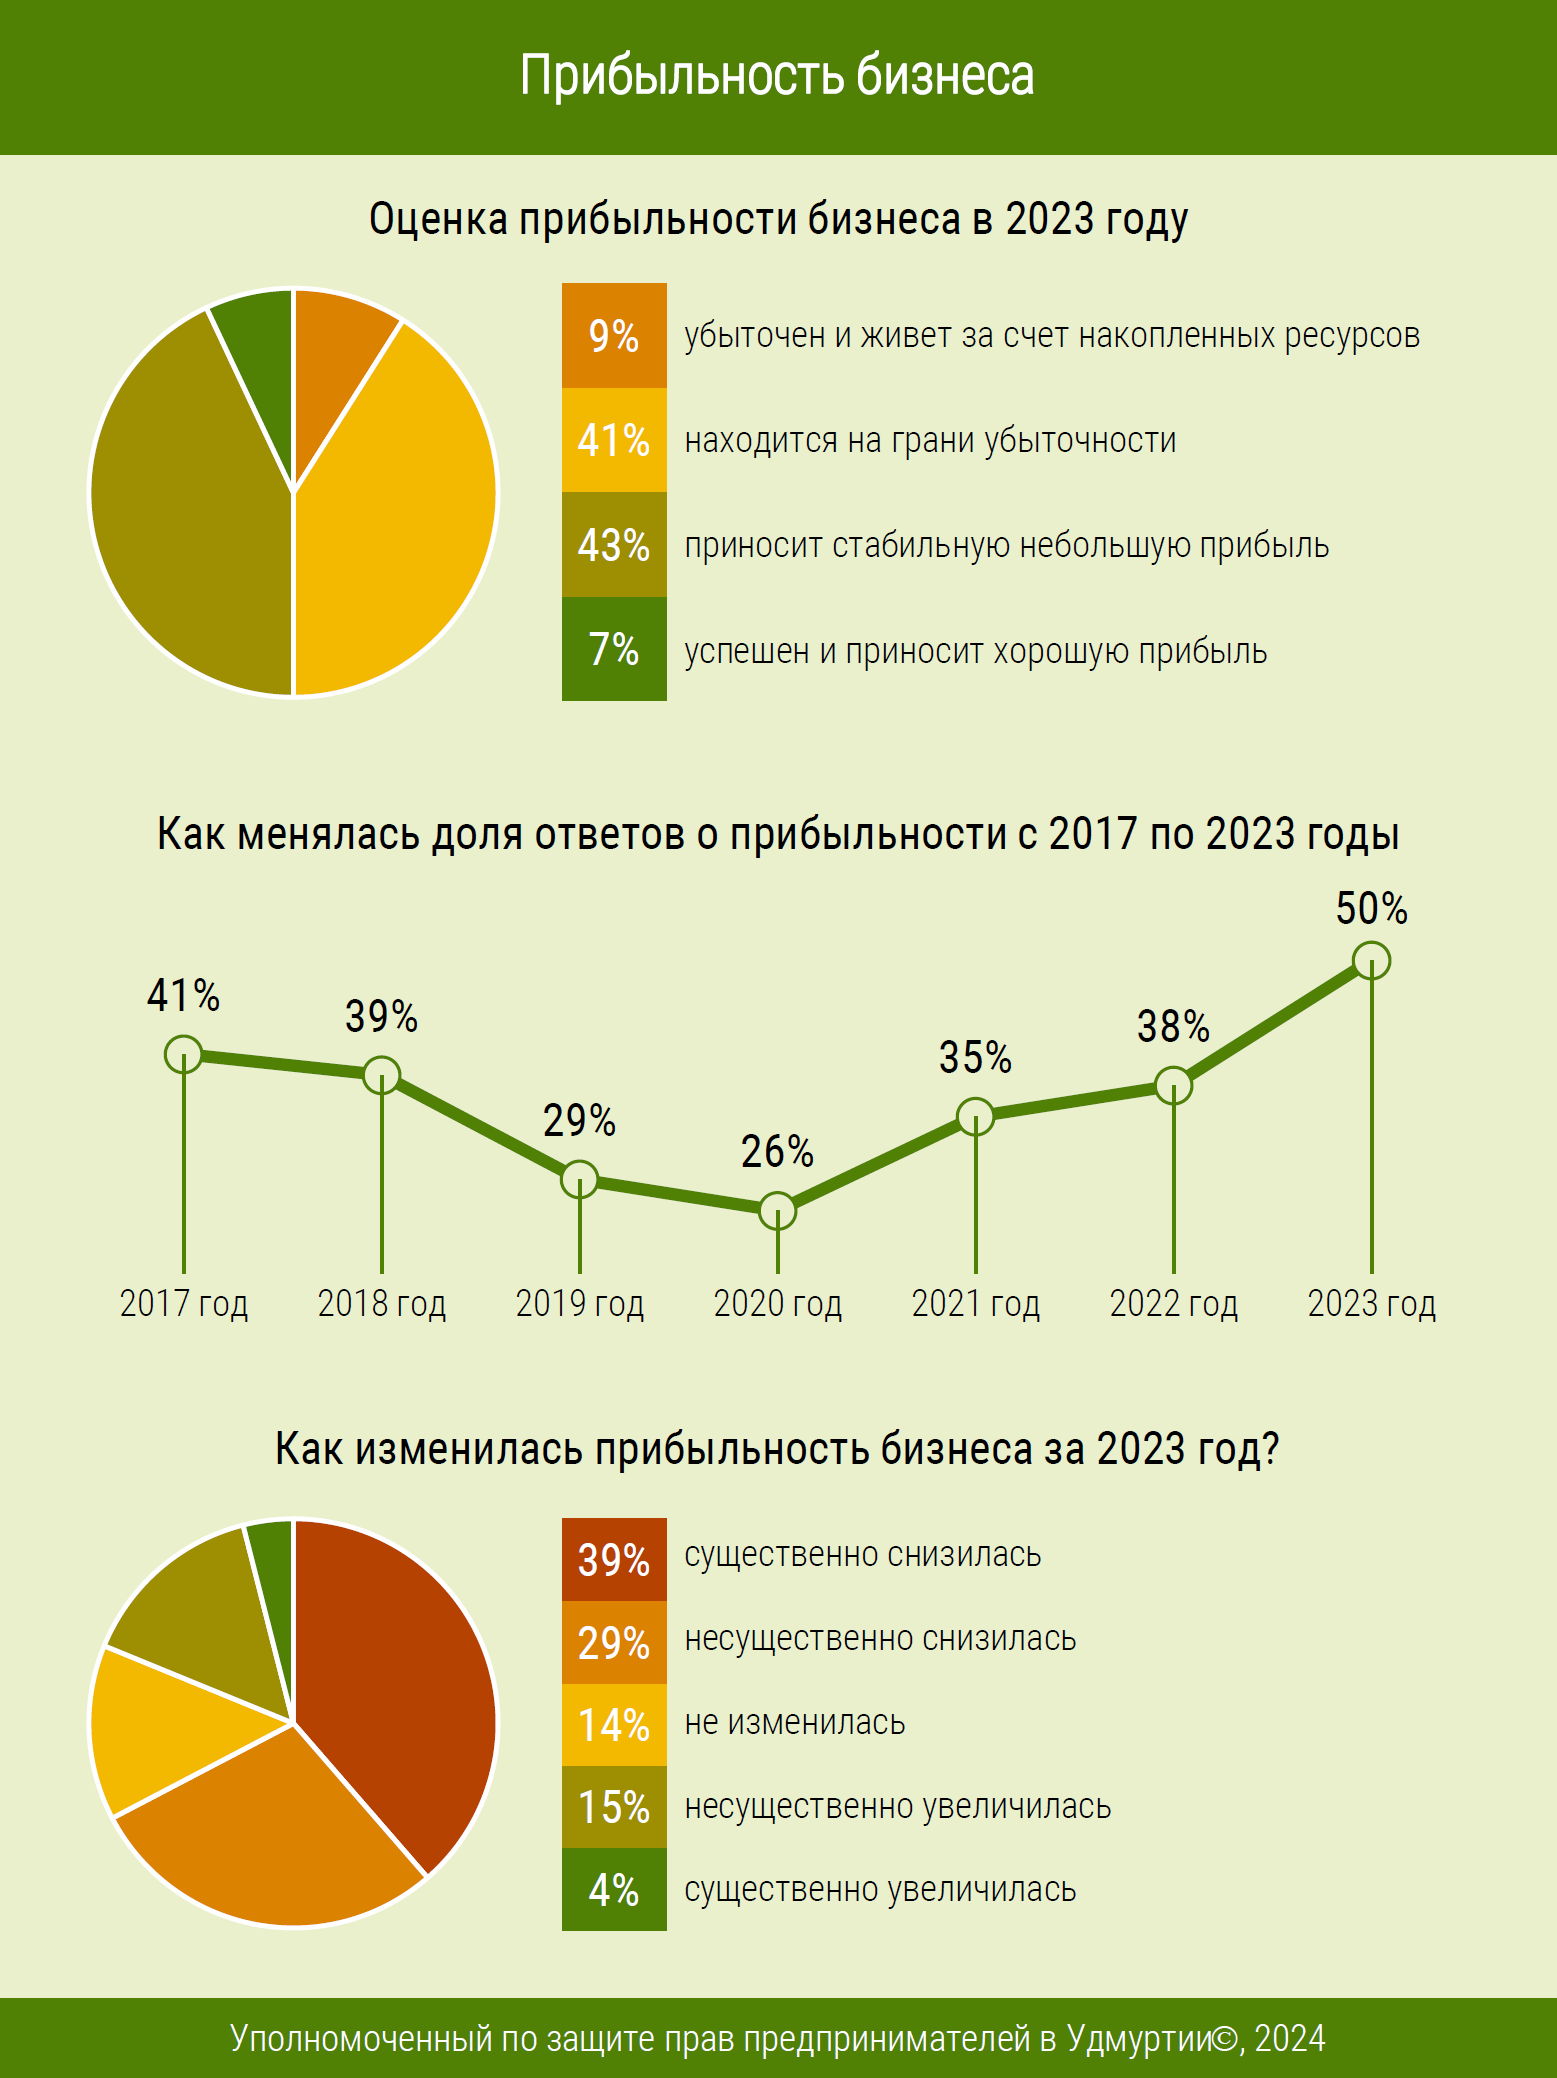 Прибыльность бизнеса
Оценка прибыльности бизнеса в 2023 году
9% убыточен и живет за счет накопленных ресурсов
41% находится на грани убыточности
43% приносит стабильную небольшую прибыль
7% успешен и приносит хорошую прибыль
Как менялась доля ответов о прибыльности с 2017 по 2023 годы
41% 39% 29% 26% 35% 38% 50%
2017 год 2018 год 2019 год 2020 год 2021 год 2022 год 2023 год
Как изменилась прибыльность бизнеса за 2023 год?
39% существенно снизилась
29% несущественно снизилась
14% не изменилась
15% несущественно увеличилась
4% существенно увеличилась
Уполномоченный по защите прав предпринимателей в Удмуртии©, 2024